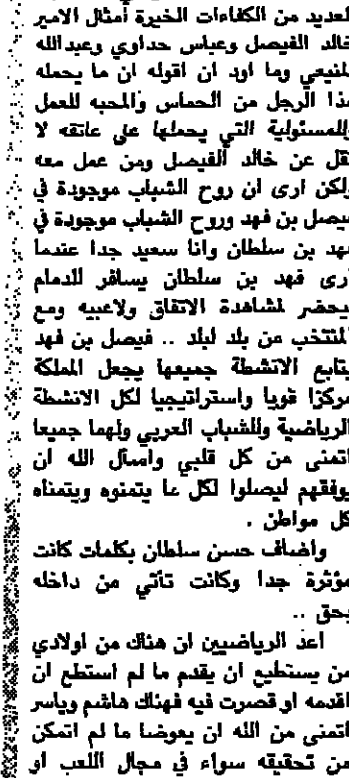 العديد من الكفاءات الخيرة أمثال الامير
خالد الفيصل وعباس حداوي وعبدالله
المنيعي وما اود ان اقوله ان ما يحمله
هذا الرجل من الحماس والمحبه للعمل
وللمسئولية التي يحملها على عاتقه لا
تقل عن خالد الفيصل ومن عمل معه
ولكن ارى ان روح الشباب موجودة في
فيصل بن فهد وروح الشباب موجودة في
فهد بن سلطان وانا سعيد جدا عندما
أرى فهد بن سلطان يسافر للدمام
ويحضر لمشاهدة الاتفاق ولاعبيه ومع
المنتخب من بلد لبلد .. فيصل بن فهد
يتابع الانشطة جميعها يجعل المملكة
مركزا قويا واستراتيجيا لكل الانشطة
الرياضية وللشباب العربي ولهما جميعا
اتمنى من كل قلبي واسأل الله ان
يوفقهم ليصلوا لكل ما يتمنوه ويتمناه
كل مواطن .
واضاف حسن سلطان بكلمات كانت
مؤثرة جدا وكانت تأتي من داخله
بحق ..
اعد الرياضيين ان هناك من اولادي
من يستطيع ان يقدم ما لم استطع ان
اقدمه او قصرت فيه فهناك هاشم وياسر
اتمنى من الله ان يعوضا ما لم اتمكن
من تحقيقه سواء في مجال اللعب او